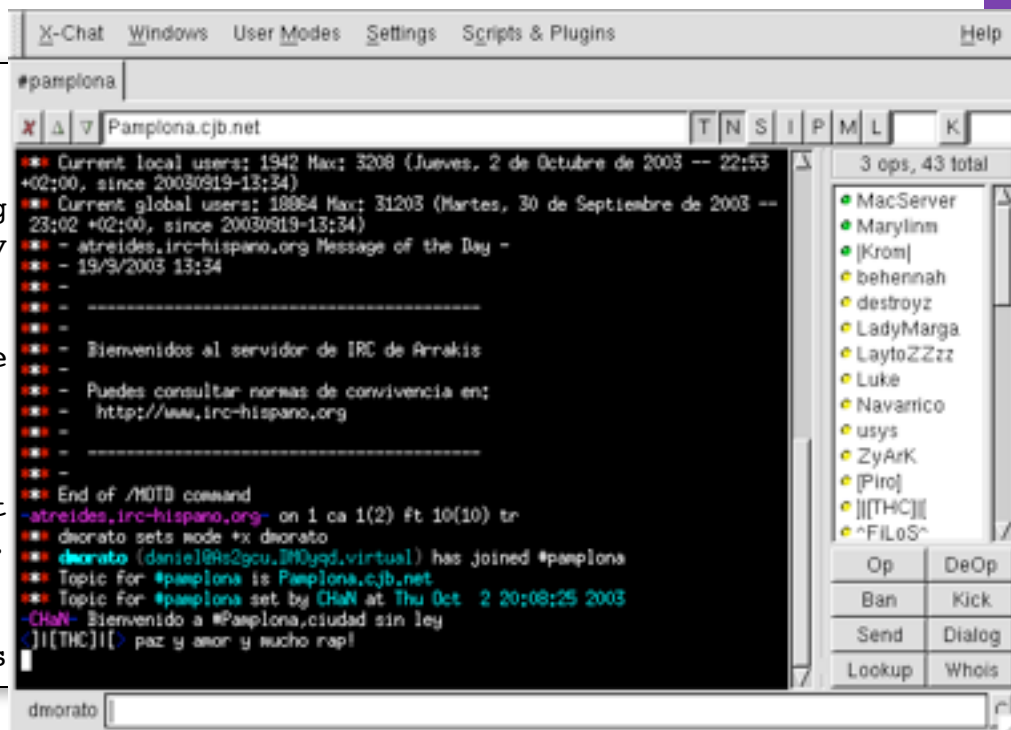 X-Chat Windows User Modes Settings Scripts & Plugins Help
#pamplona
Pamplona.cjb.net T N S I P M L K
*** Current local users: 1942 Max: 3208 (Jueves, 2 de Octubre de 2003 -- 22:53
+02:00, since 20030919-13:34)
*** Current global users: 18864 Max: 31203 (Martes, 30 de Septiembre de 2003 --
23:02 +02:00, since 20030919-13:34)
*** - atreides.irc-hispano.org Message of the Day -
*** - 19/9/2003 13:34
*** -
*** - ----------------------------------------
*** -
*** - Bienvenidos al servidor de IRC de Arrakis
*** -
*** - Puedes consultar normas de convivencia en:
*** - http://www.irc-hispano.org
*** -
*** - ----------------------------------------
*** -
*** End of /MOTD command
-atreides.irc-hispano.org- on 1 ca 1(2) ft 10(10) tr
*** dmorato sets mode +x dmorato
*** dmorato (daniel@As2gcu.DMOyqd.virtual) has joined #pamplona
*** Topic for #pamplona is Pamplona.cjb.net
*** Topic for #pamplona set by CHaN at Thu Oct 2 20:08:25 2003
-CHaN- Bienvenido a #Pamplona,ciudad sin ley
<]|[THC]|[> paz y amor y mucho rap!
3 ops, 43 total
MacServer
Marylinm
|Krom|
behennah
destroyz
LadyMarga
LaytoZZzz
Luke
Navarrico
usys
ZyArK
[Piro]
]|[THC]|[
^FiLoS^
Op DeOp
Ban Kick
Send Dialog
Lookup Whois
dmorato